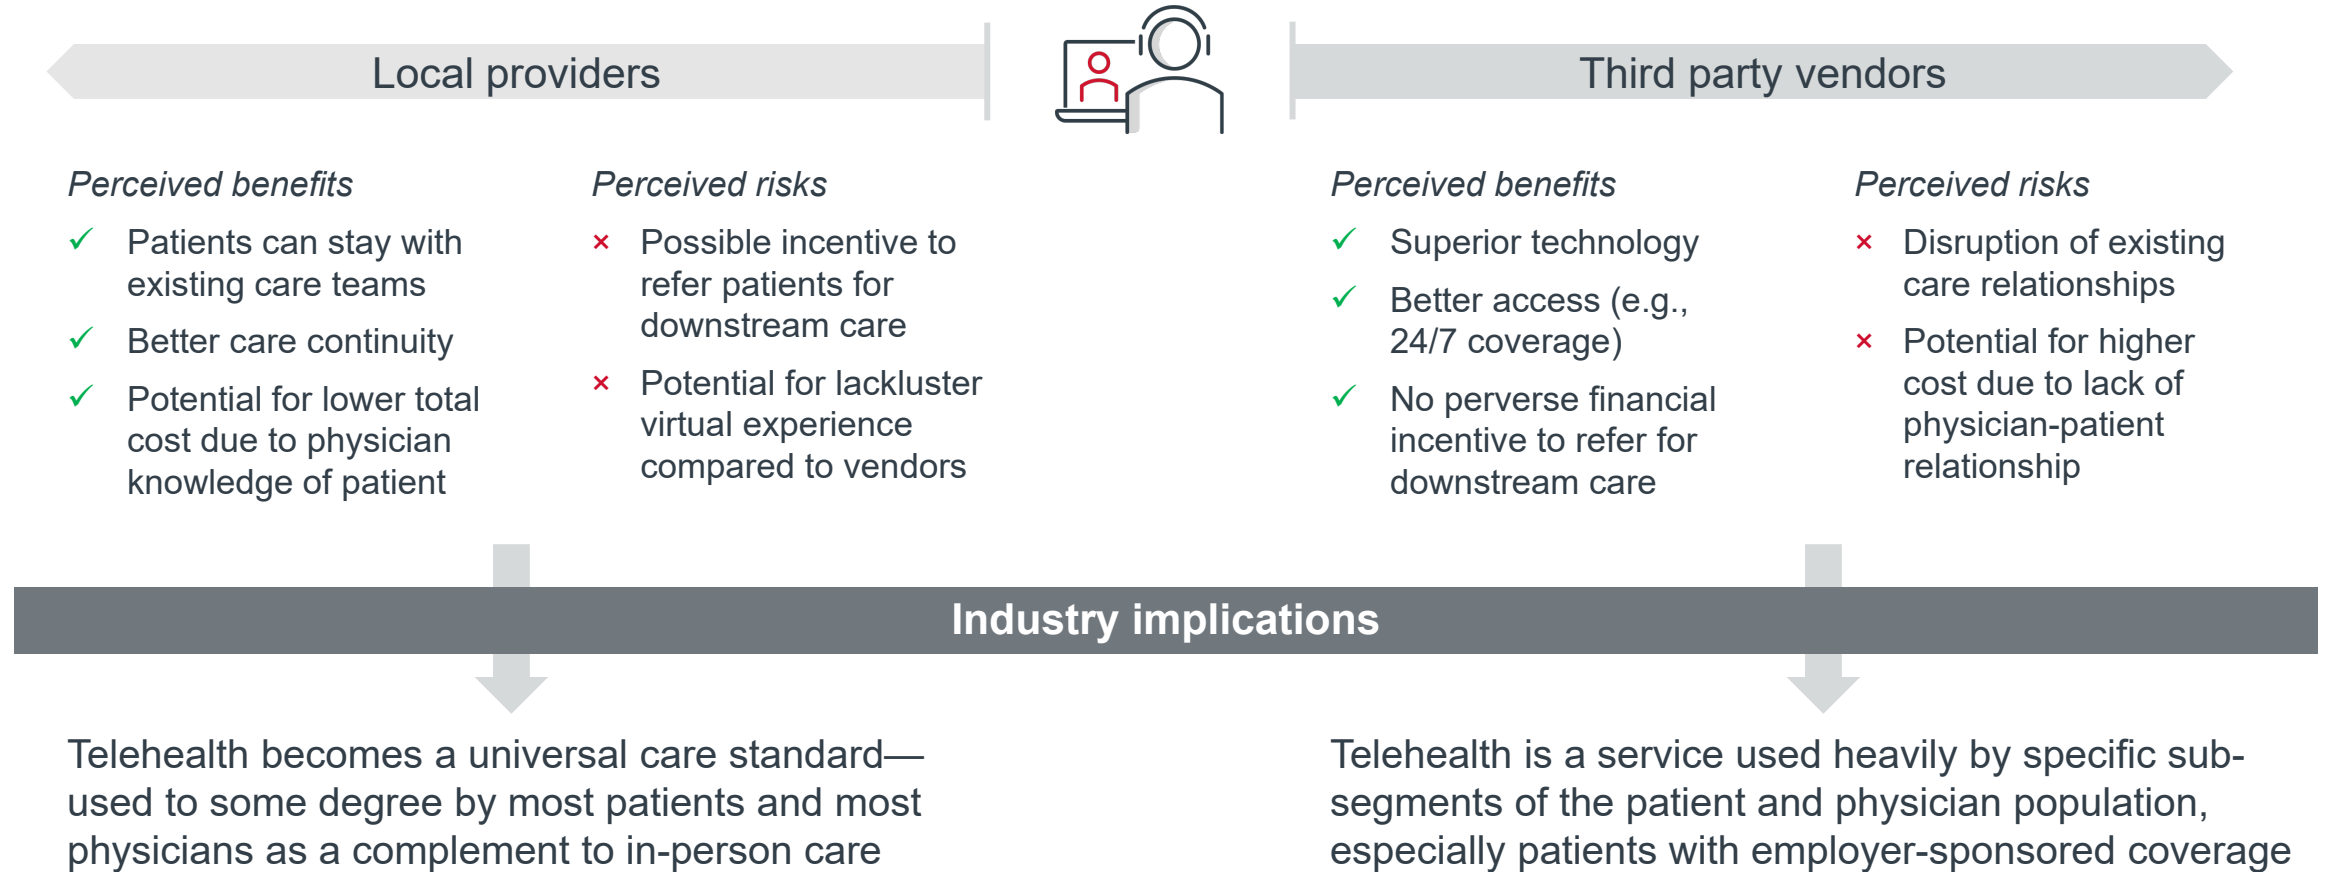 Local providers
Third party vendors
Perceived benefits
✓ Patients can stay with
existing care teams
✓ Better care continuity
✓ Potential for lower total
cost due to physician
knowledge of patient
Perceived risks
× Possible incentive to
refer patients for
downstream care
× Potential for lackluster
virtual experience
compared to vendors
Perceived benefits
✓ Superior technology
✓ Better access (e.g.,
24/7 coverage)
✓ No perverse financial
incentive to refer for
downstream care
Perceived risks
× Disruption of existing
care relationships
× Potential for higher
cost due to lack of
physician-patient
relationship
Industry implications
Telehealth becomes a universal care standard—
used to some degree by most patients and most
physicians as a complement to in-person care
Telehealth is a service used heavily by specific sub-
segments of the patient and physician population,
especially patients with employer-sponsored coverage